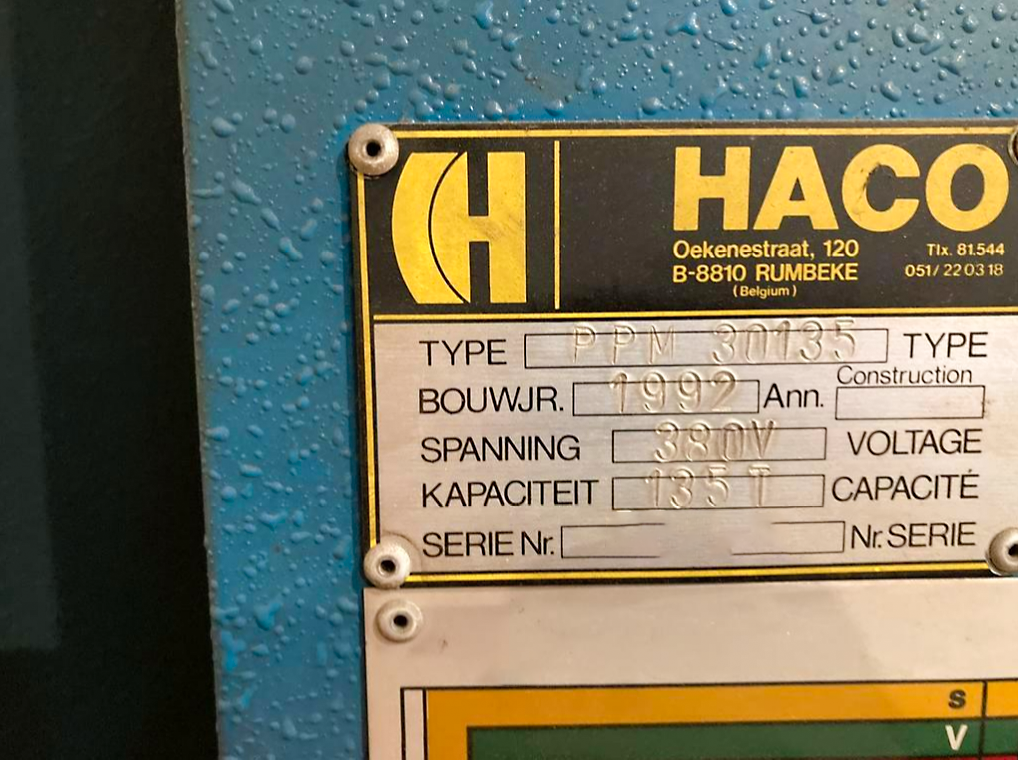 H
HACO
Oekenestraat, 120 Tlx. 81.544
B-8810 RUMBEKE 051/ 22 03 18
(Belgium)
TYPE PPM 30135 TYPE
BOUWJR. 1992 Ann. Construction
SPANNING 380V VOLTAGE
KAPACITEIT 135 T CAPACITÉ
SERIE Nr. Nr. SERIE
S
V